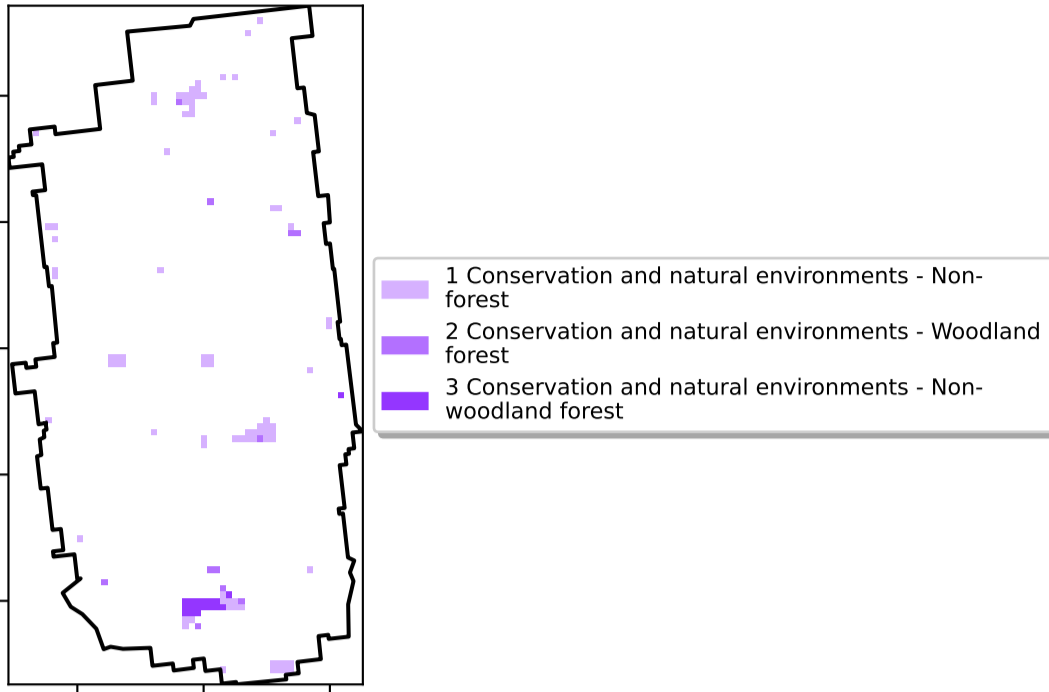 1 Conservation and natural environments - Non-
forest
2 Conservation and natural environments - Woodland
forest
3 Conservation and natural environments - Non-
woodland forest